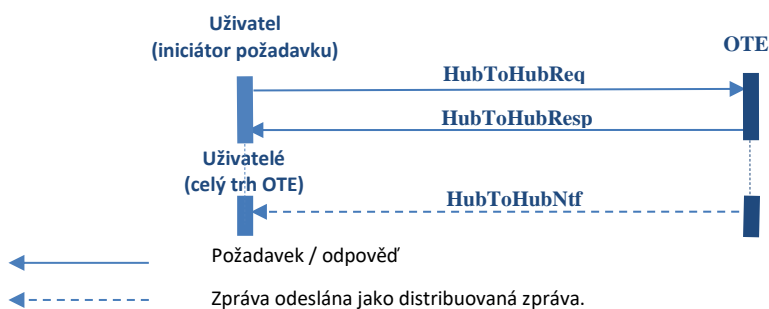 Uživatel
(iniciátor požadavku)
OTE
HubToHubReq
HubToHubResp
Uživatelé
(celý trh OTE)
HubToHubNtf
Požadavek / odpověď
Zpráva odeslána jako distribuovaná zpráva.